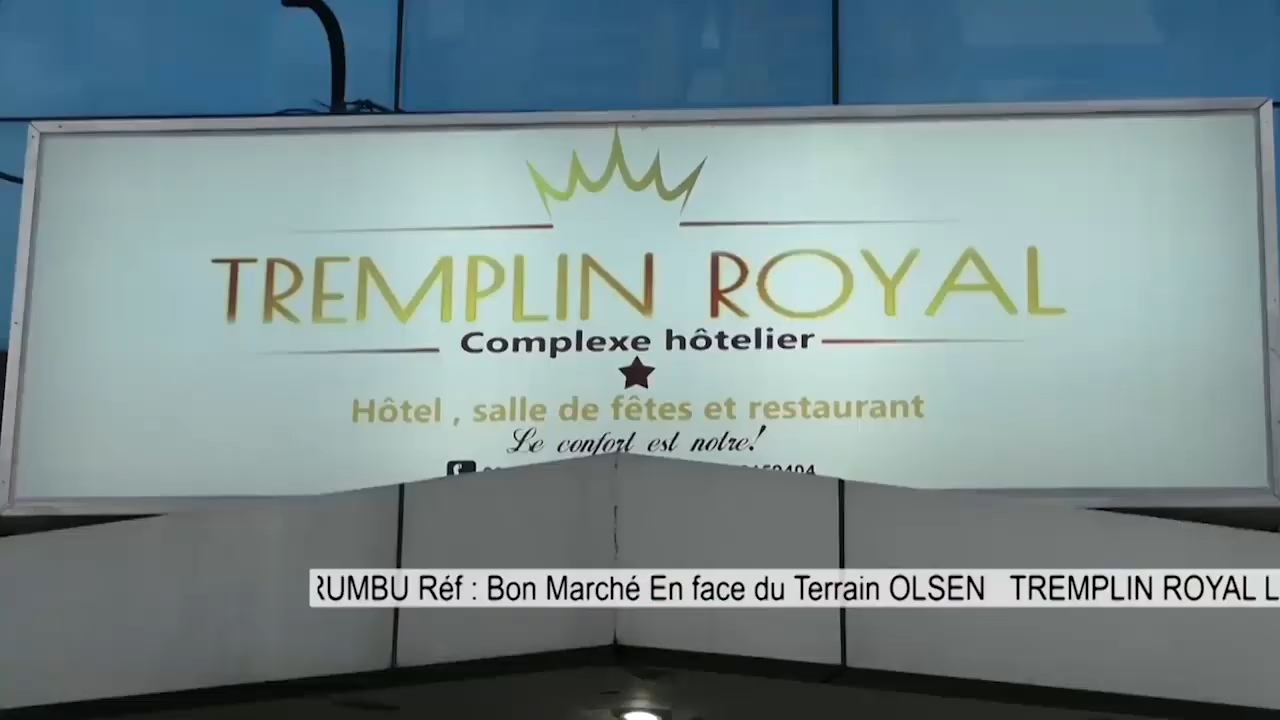 TREMPLIN ROYAL
Complexe hôtelier
Hôtel , salle de fêtes et restaurant
Le confort est notre!
RUMBU Réf : Bon Marché En face du Terrain OLSEN TREMPLIN ROYAL L